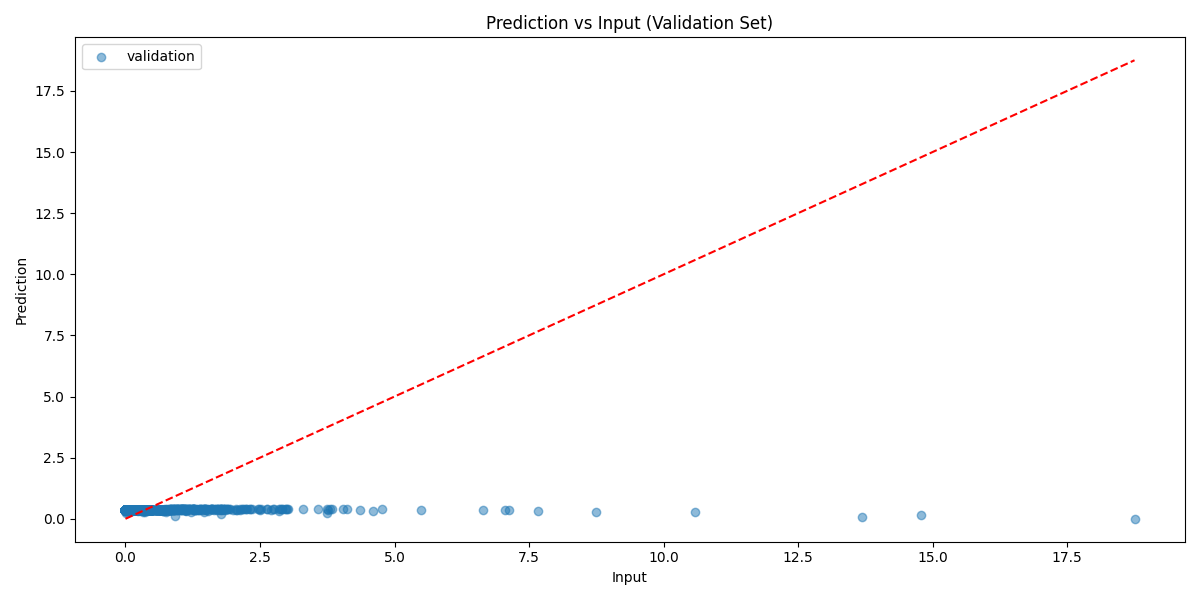 Prediction vs Input (Validation Set)
validation
17.5
15.0
12.5
10.0
7.5
5.0
2.5
0.0
Prediction
0.0 2.5 5.0 7.5 10.0 12.5 15.0 17.5
Input